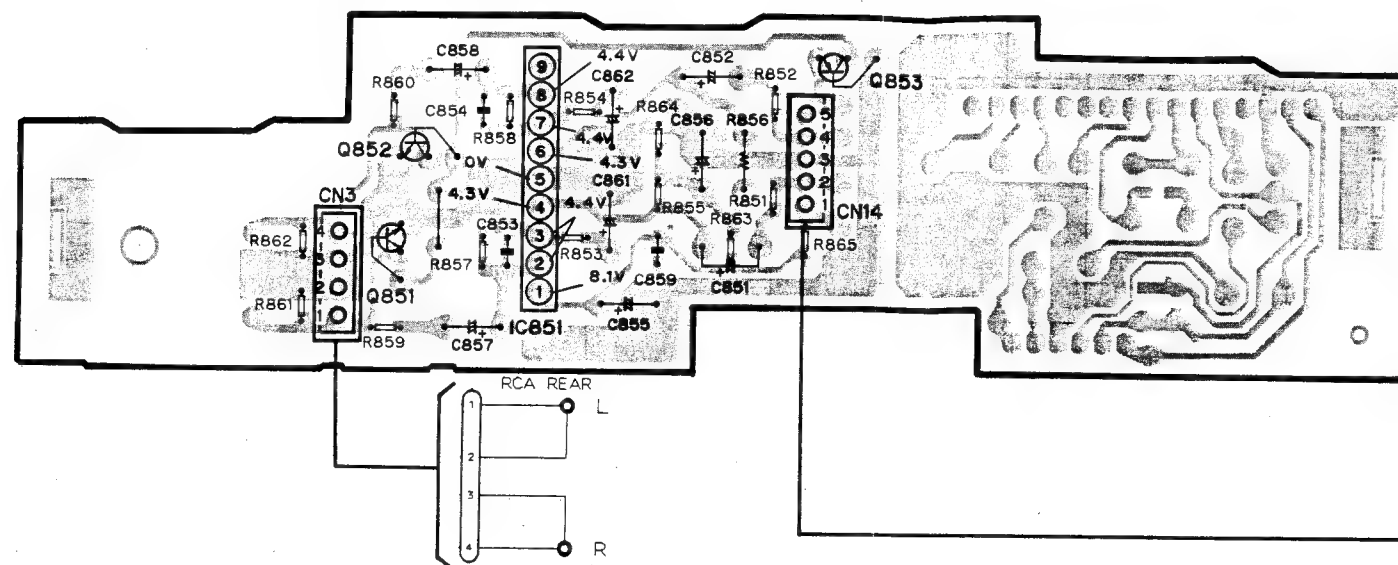 C858
R860
C854
R858
9
8
7
6
5
4
3
2
1
4.4V
C862
R854
R864
C852
R852
Q853
C856
R856
4.4V
4.3V
C861
Q852
0V
4.3V
4.4V
CN3
4
3
2
1
R862
R861
Q851
R857
C853
R853
R855
R851
R863
5
4
3
2
1
CN14
R865
8.1V
C859
C851
C855
IC851
R859
C857
RCA REAR
1
2
3
4
L
R